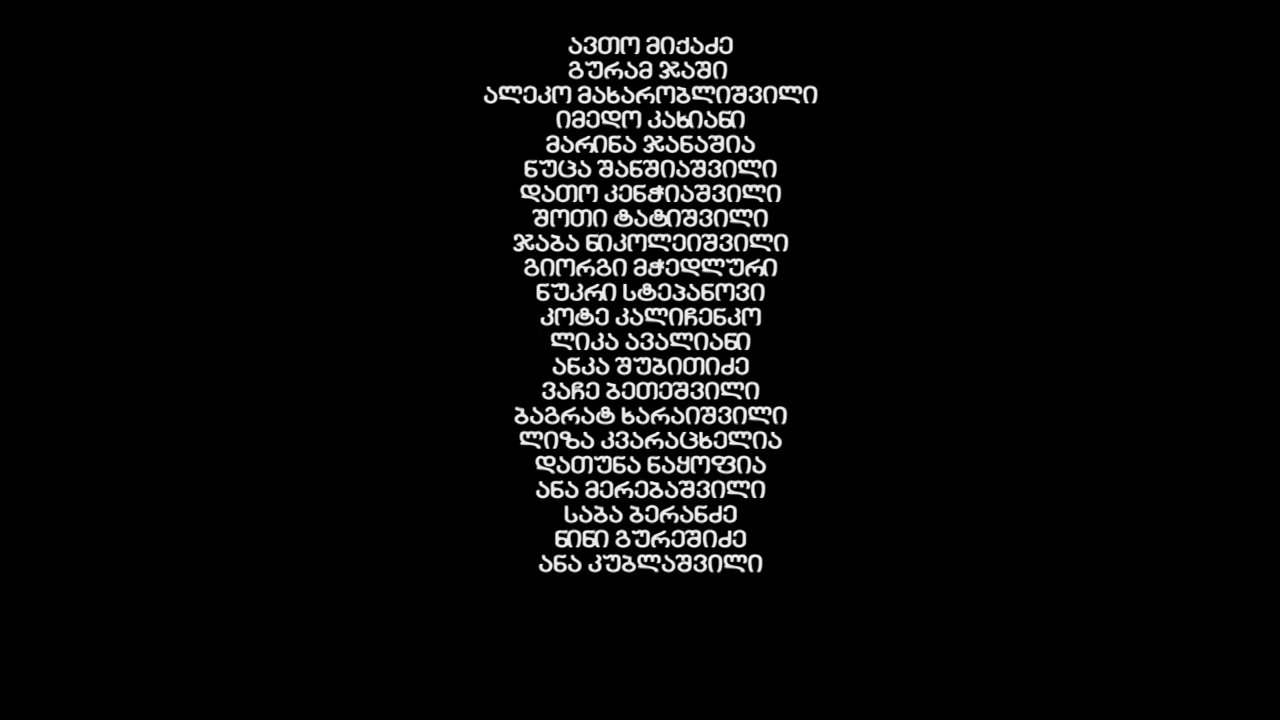 ავთო მიქაძე
გურამ ჯაში
ალეკო მახარობლიშვილი
იმედო კახიანი
მარინა ჯანაშია
ნუცა შანშიაშვილი
დათო კენჭიაშვილი
შოთი ტატიშვილი
ჯაბა ნიკოლეიშვილი
გიორგი მჭედლური
ნუკრი სტეპანოვი
კოტე კალიჩენკო
ლიკა ავალიანი
ანკა შუბითიძე
ვაჩე ბეთეშვილი
ბაგრატ ხარაიშვილი
ლიზა კვარაცხელია
დათუნა ნაყოფია
ანა მერებაშვილი
საბა ბერანძე
ნინი გურეშიძე
ანა კუბლაშვილი